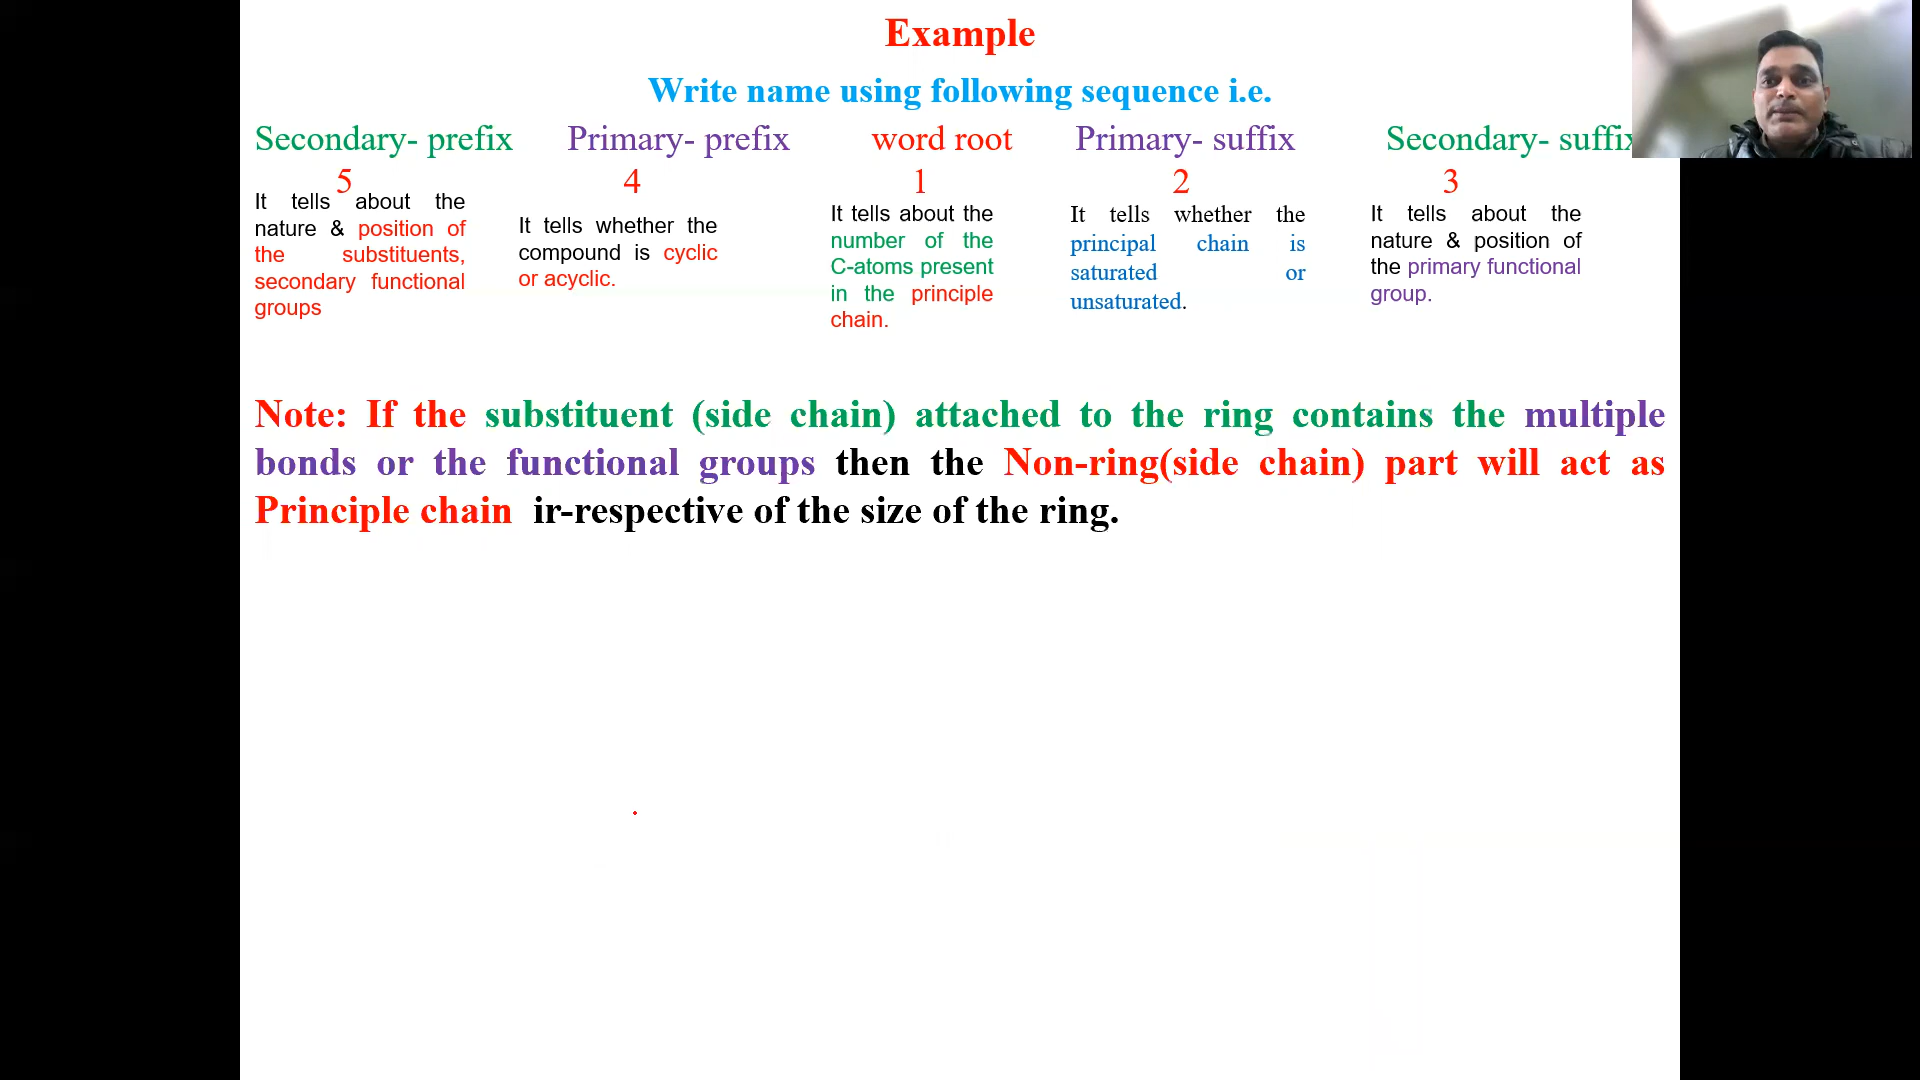 Example
Write name using following sequence i.e.
Secondary- prefix Primary- prefix word root Primary- suffix Secondary- suffix
5 4 1 2 3
It tells about the
nature & position of
the substituents,
secondary functional
groups
It tells whether the
compound is cyclic
or acyclic.
It tells about the
number of the
C-atoms present
in the principle
chain.
It tells whether the
principal chain is
saturated or
unsaturated.
It tells about the
nature & position of
the primary functional
group.
Note: If the substituent (side chain) attached to the ring contains the multiple
bonds or the functional groups then the Non-ring(side chain) part will act as
Principle chain ir-respective of the size of the ring.